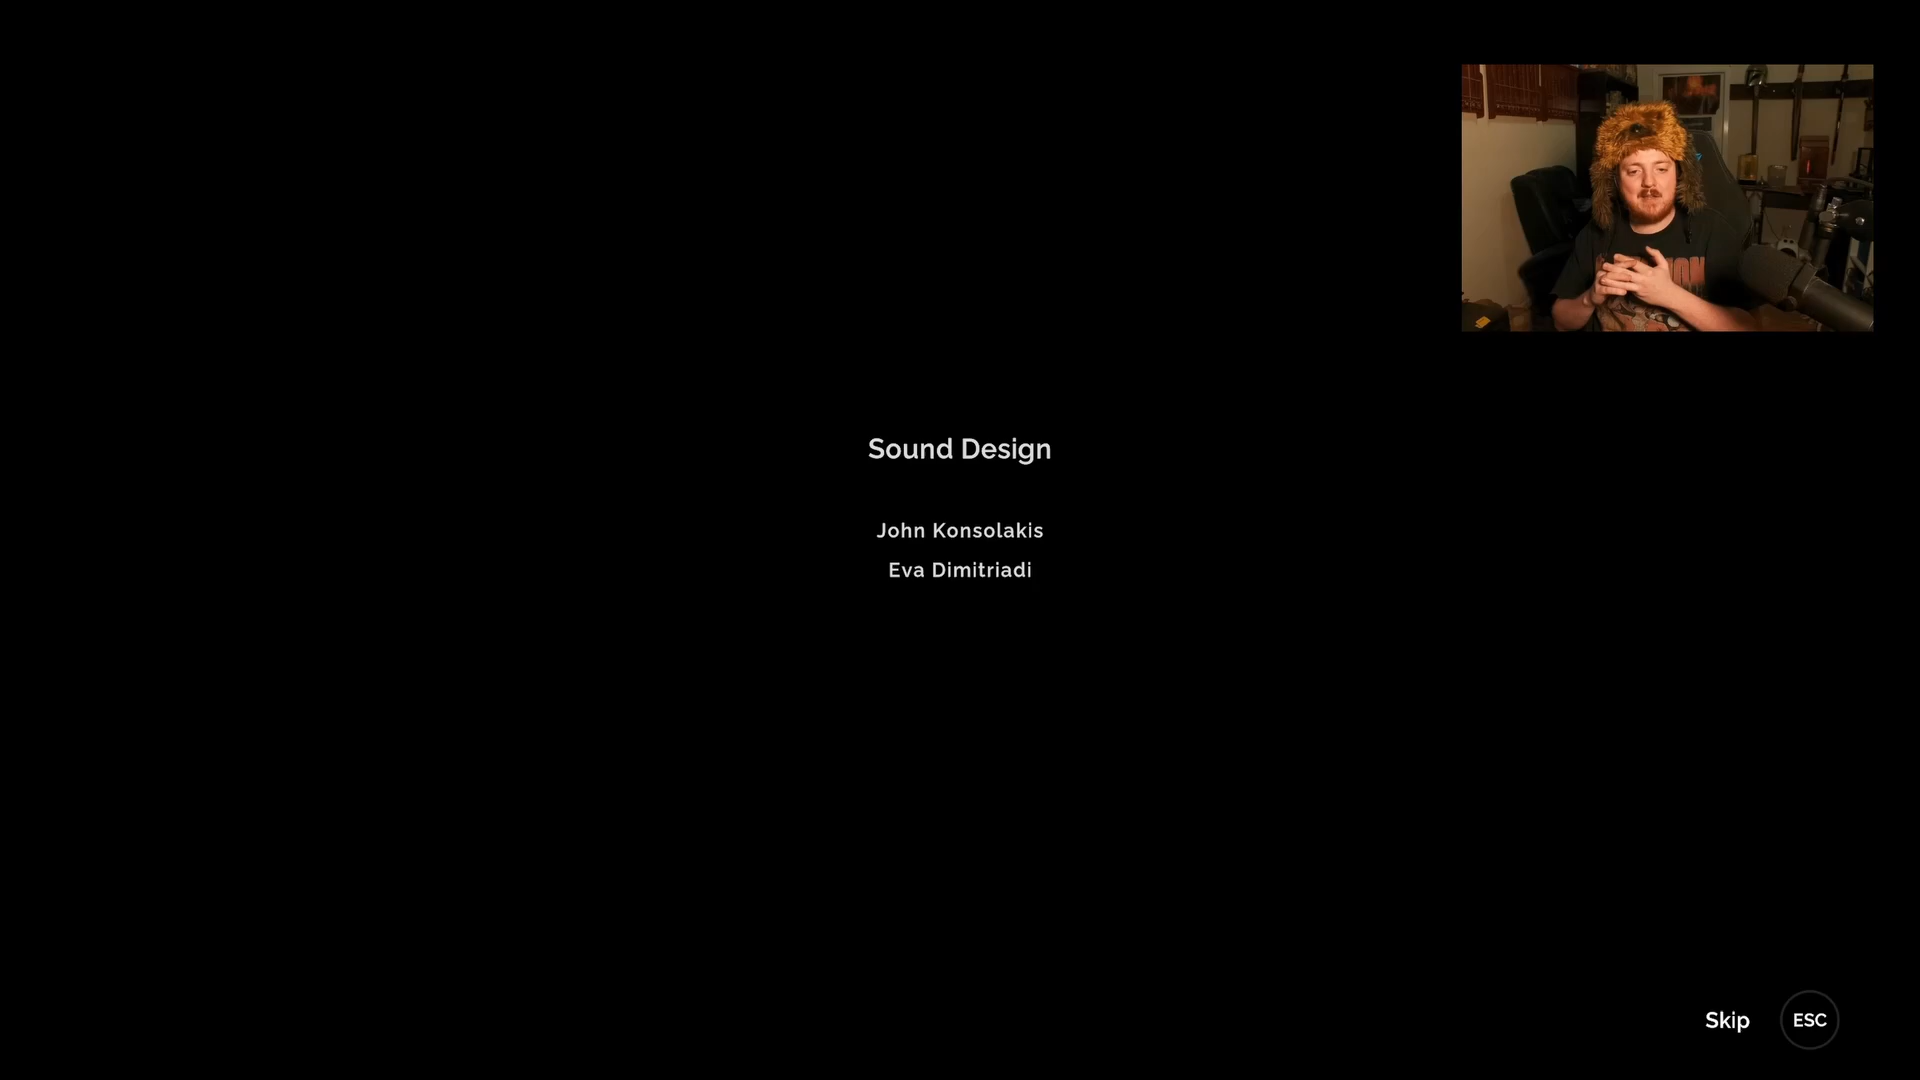 Sound Design
John Konsolakis
Eva Dimitriadi
Skip
ESC